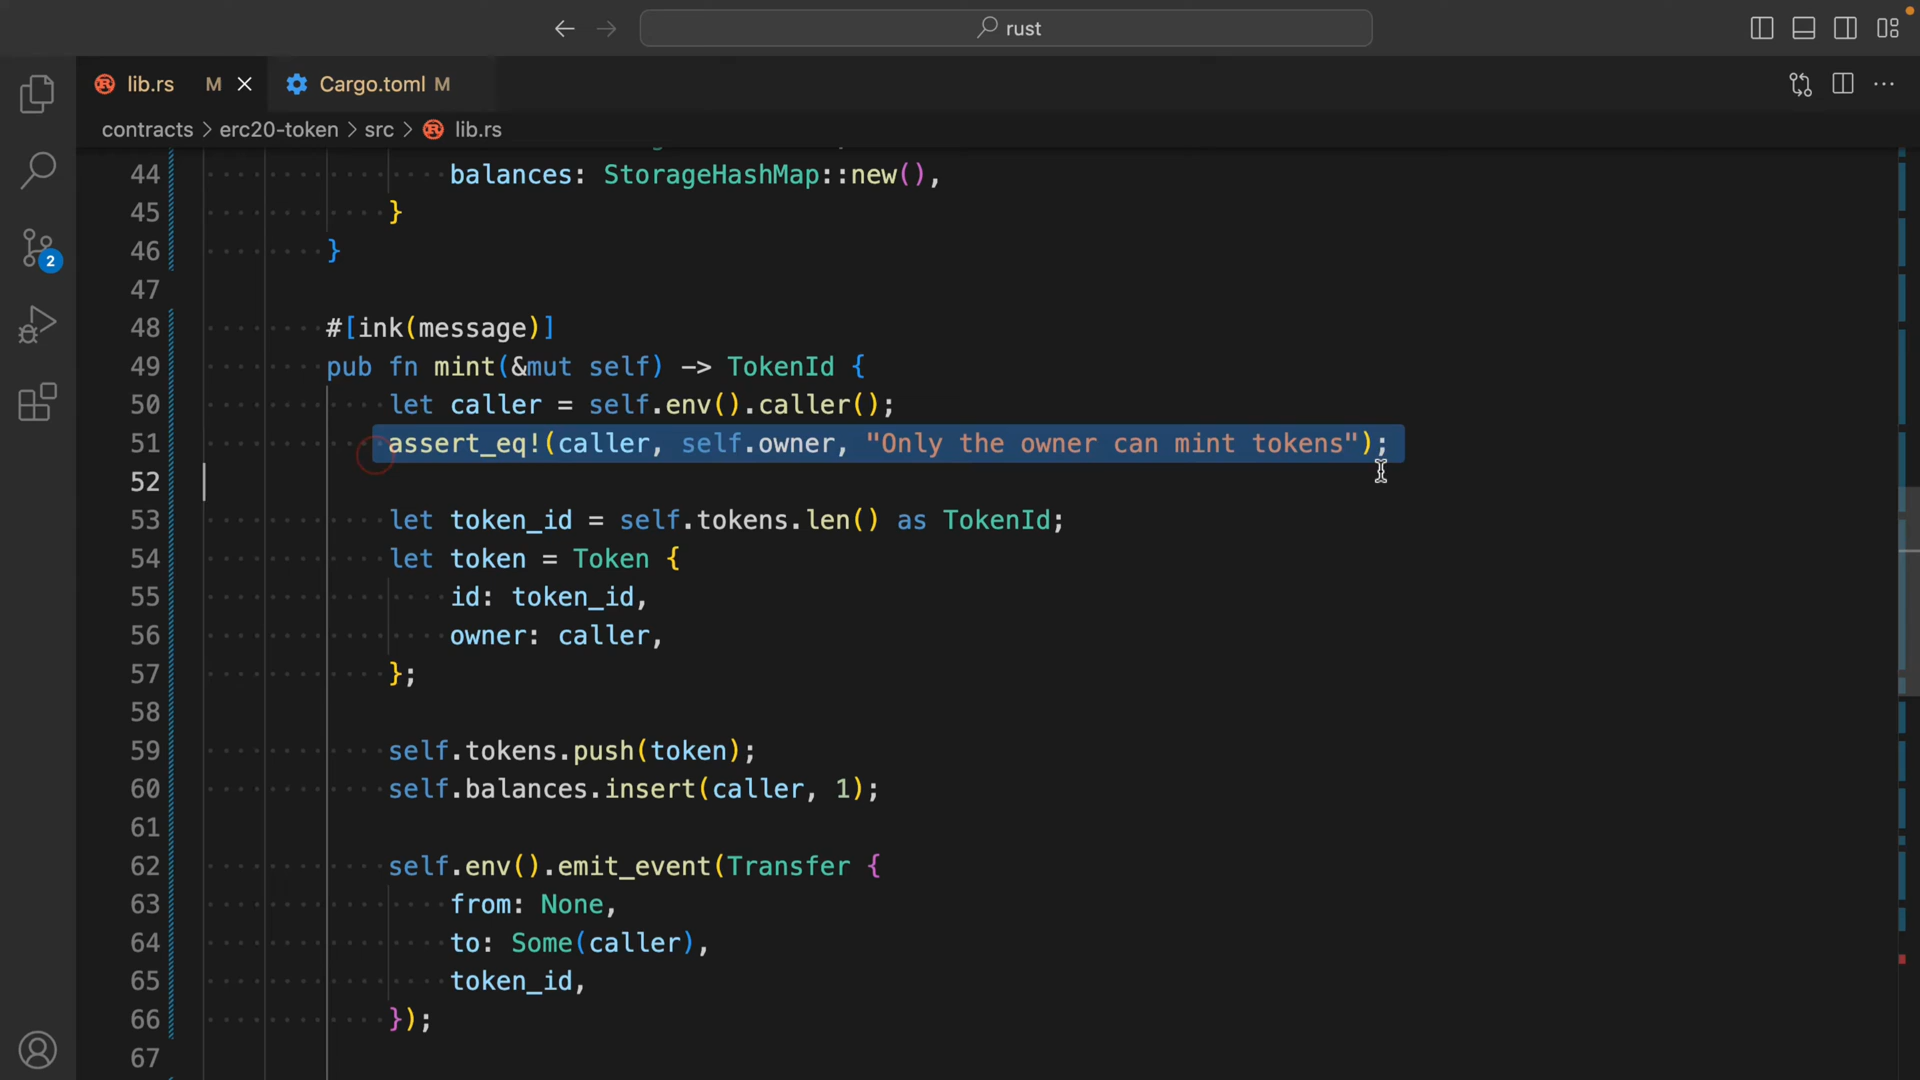 rust
lib.rs M
Cargo.toml M
contracts > erc20-token > src > lib.rs
44 balances: StorageHashMap::new(),
45 }
46 }
47
48 #[ink(message)]
49 pub fn mint(&mut self) -> TokenId {
50 let caller = self.env().caller();
51 assert_eq!(caller, self.owner, "Only the owner can mint tokens");
52
53 let token_id = self.tokens.len() as TokenId;
54 let token = Token {
55 id: token_id,
56 owner: caller,
57 };
58
59 self.tokens.push(token);
60 self.balances.insert(caller, 1);
61
62 self.env().emit_event(Transfer {
63 from: None,
64 to: Some(caller),
65 token_id,
66 });
67
2